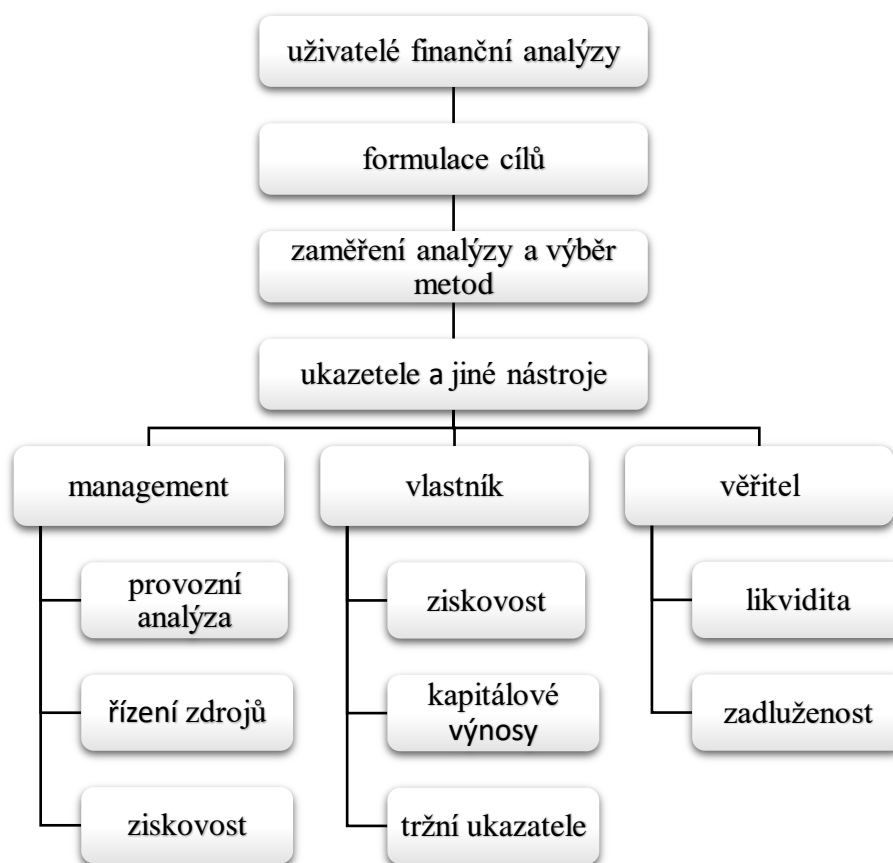 uživatelé finanční analýzy
formulace cílů
zaměření analýzy a výběr
metod
ukazetele a jiné nástroje
management
provozní
analýza
řízení zdrojů
ziskovost
vlastník
ziskovost
kapitálové
výnosy
tržní ukazatele
věřitel
likvidita
zadluženost